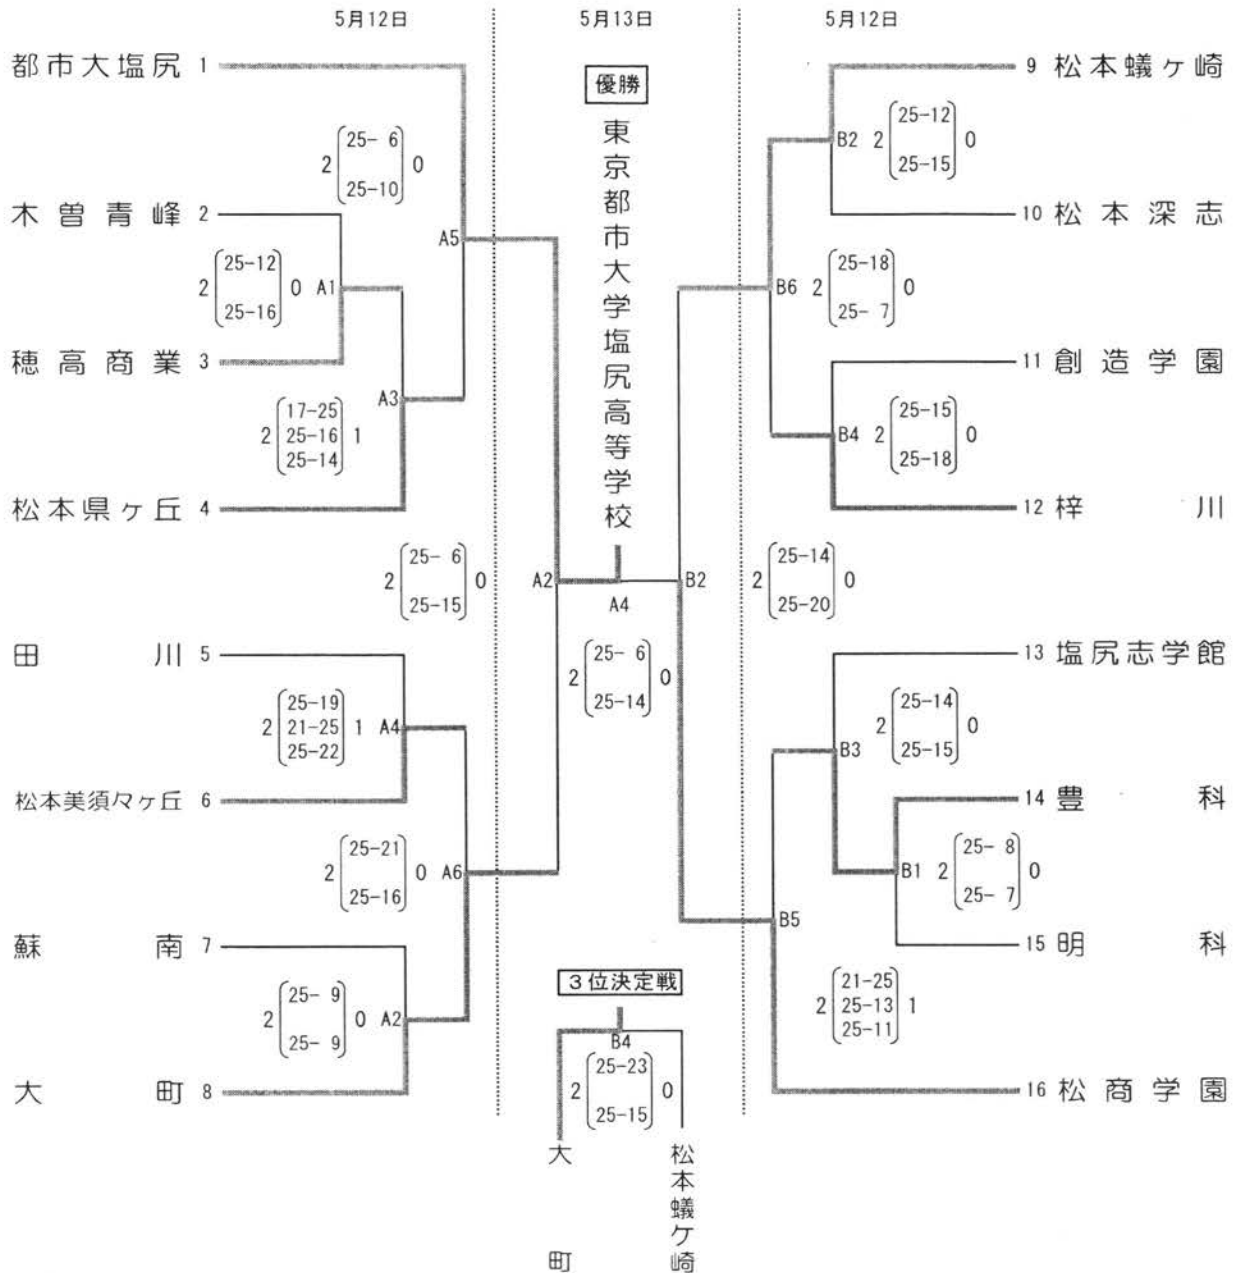 5月12日
5月13日
5月12日
都市大塩尻 1
2 25- 6 0
25-10
木曽青峰 2
A5
2 25-12 0 A1
25-16
穂高商業 3
A3
17-25
2 25-16 1
25-14
松本県ヶ丘 4
2 25- 6 0
25-15
A2
田川 5
25-19
2 21-25 1 A4
25-22
松本美須々ヶ丘 6
2 25-21 0 A6
25-16
蘇南 7
2 25- 9 0 A2
25- 9
大町 8
優勝
東京都市大学塩尻高等学校
A4
2 25- 6 0
25-14
3位決定戦
B4
2 25-23 0
25-15
大町
松本蟻ケ崎
9 松本蟻ヶ崎
B2 2 25-12 0
25-15
10 松本深志
B6 2 25-18 0
25- 7
11 創造学園
B4 2 25-15 0
25-18
12 梓川
B2
2 25-14 0
25-20
13 塩尻志学館
2 25-14 0
25-15
B3
14 豊科
B1 2 25- 8 0
25- 7
15 明科
B5
21-25
2 25-13 1
25-11
16 松商学園